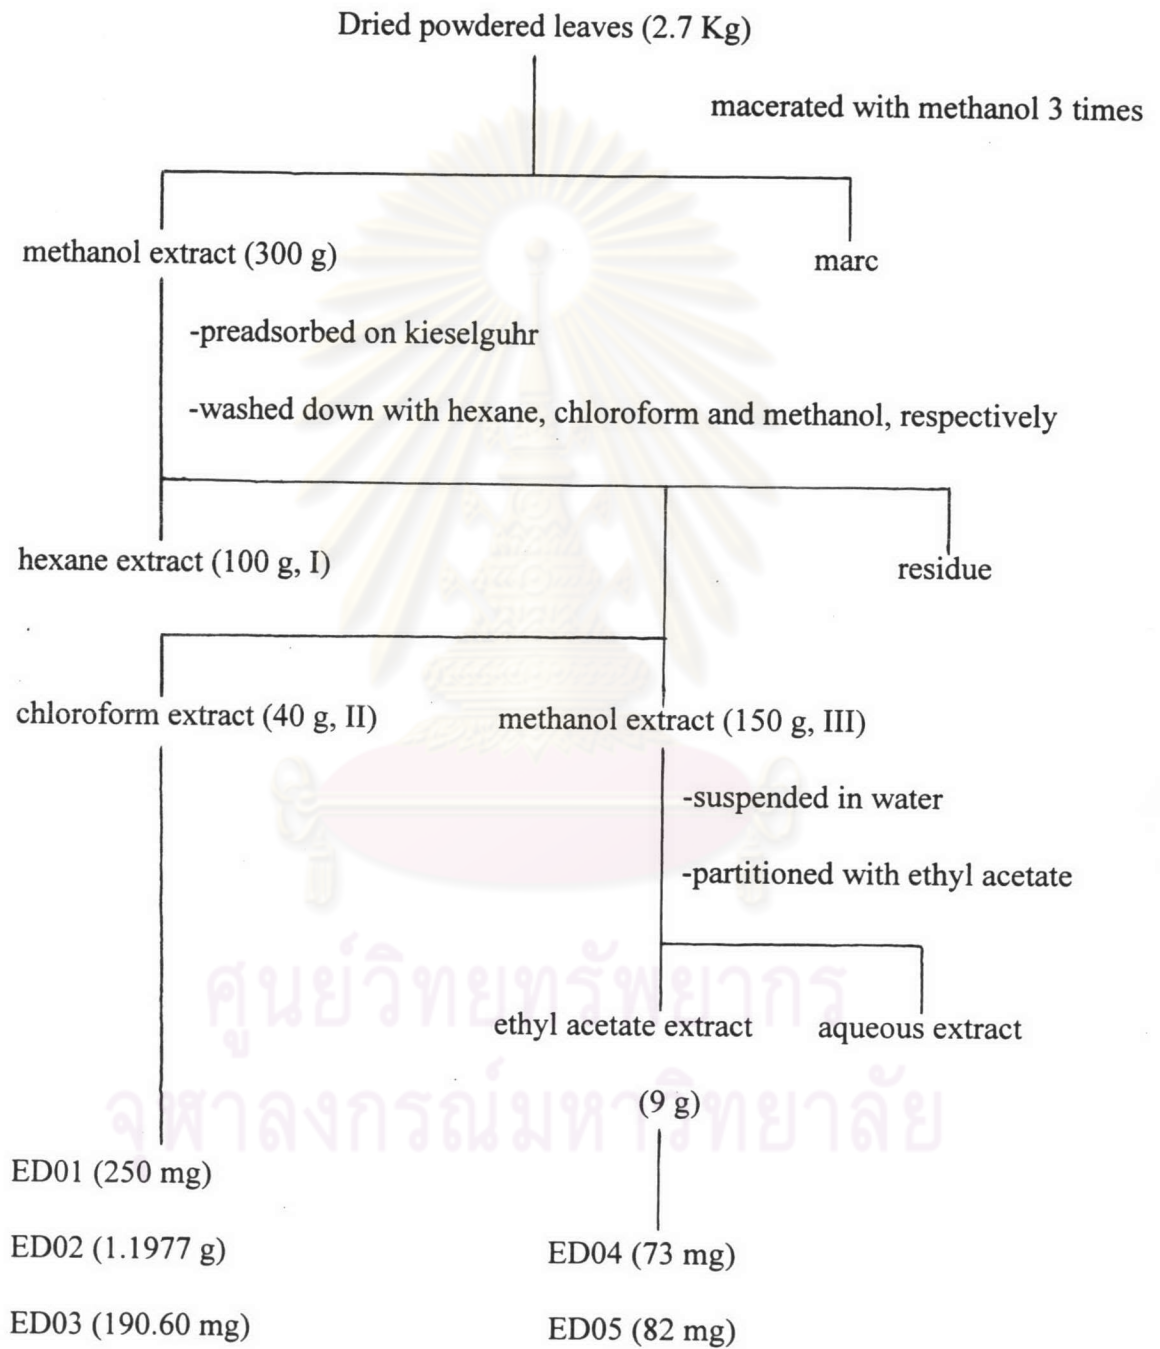 Dried powdered leaves (2.7 Kg)
macerated with methanol 3 times
methanol extract (300 g)
marc
-preadsorbed on kieselguhr
-washed down with hexane, chloroform and methanol, respectively
hexane extract (100 g, I)
residue
chloroform extract (40 g, II)
methanol extract (150 g, III)
-suspended in water
-partitioned with ethyl acetate
ศูนย์วิทยทรัพยากร
ethyl acetate extract
aqueous extract
(9 g)
จุฬาลงกรณ์มหาวิทยาลัย
ED01 (250 mg)
ED02 (1.1977 g)
ED04 (73 mg)
ED03 (190.60 mg)
ED05 (82 mg)